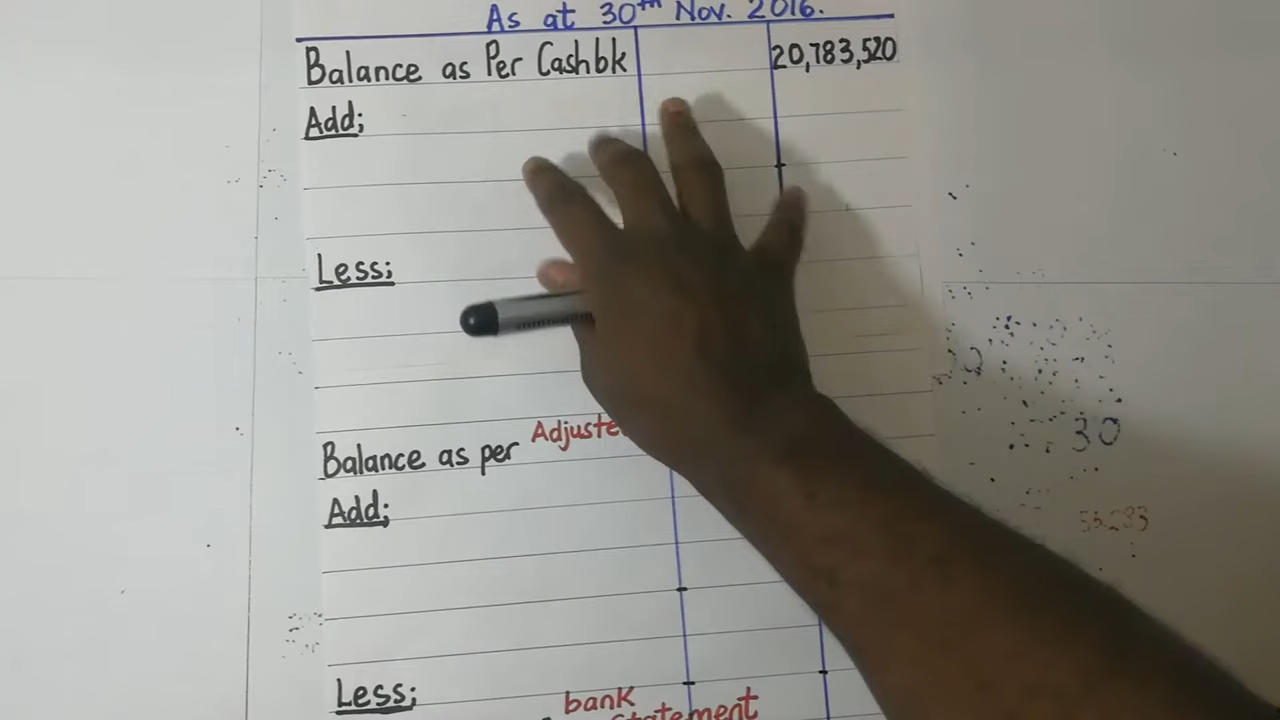 As at 30th Nov. 2016.
Balance as Per Cashbk 20,783,520
Add;
Less;
Balance as per Adjuste
Add;
Less;
bank
Statement
30